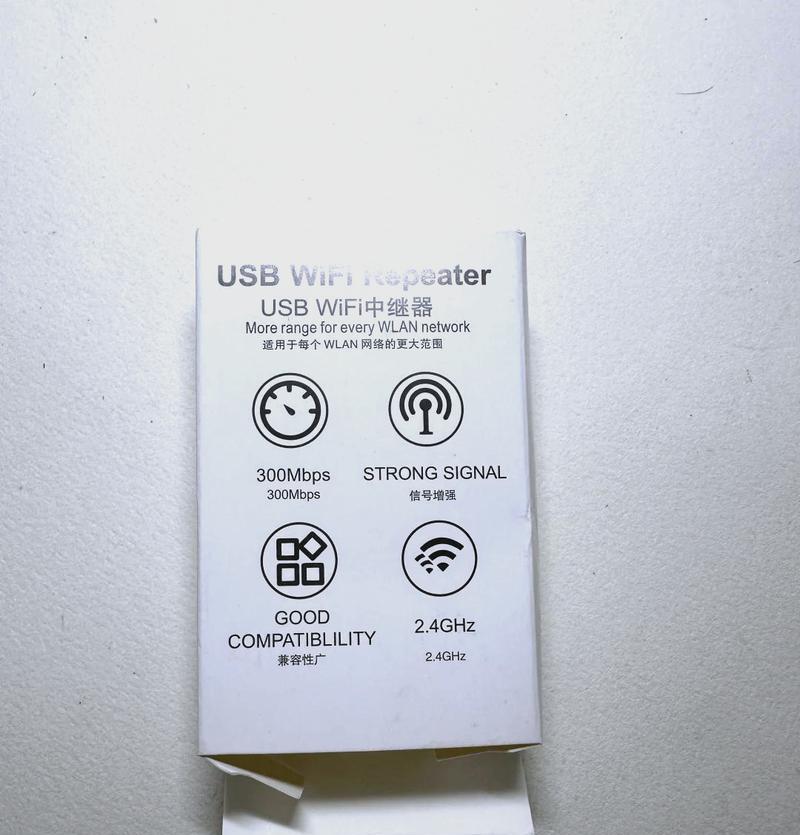 USB WiFi Repeater
USB WiFi中继器
More range for every WLAN network
适用于每个 WLAN 网络的更大范围
300Mbps
300Mbps
STRONG SIGNAL
信号增强
GOOD
COMPATIBLILITY
兼容性广
2.4GHz
2.4GHz